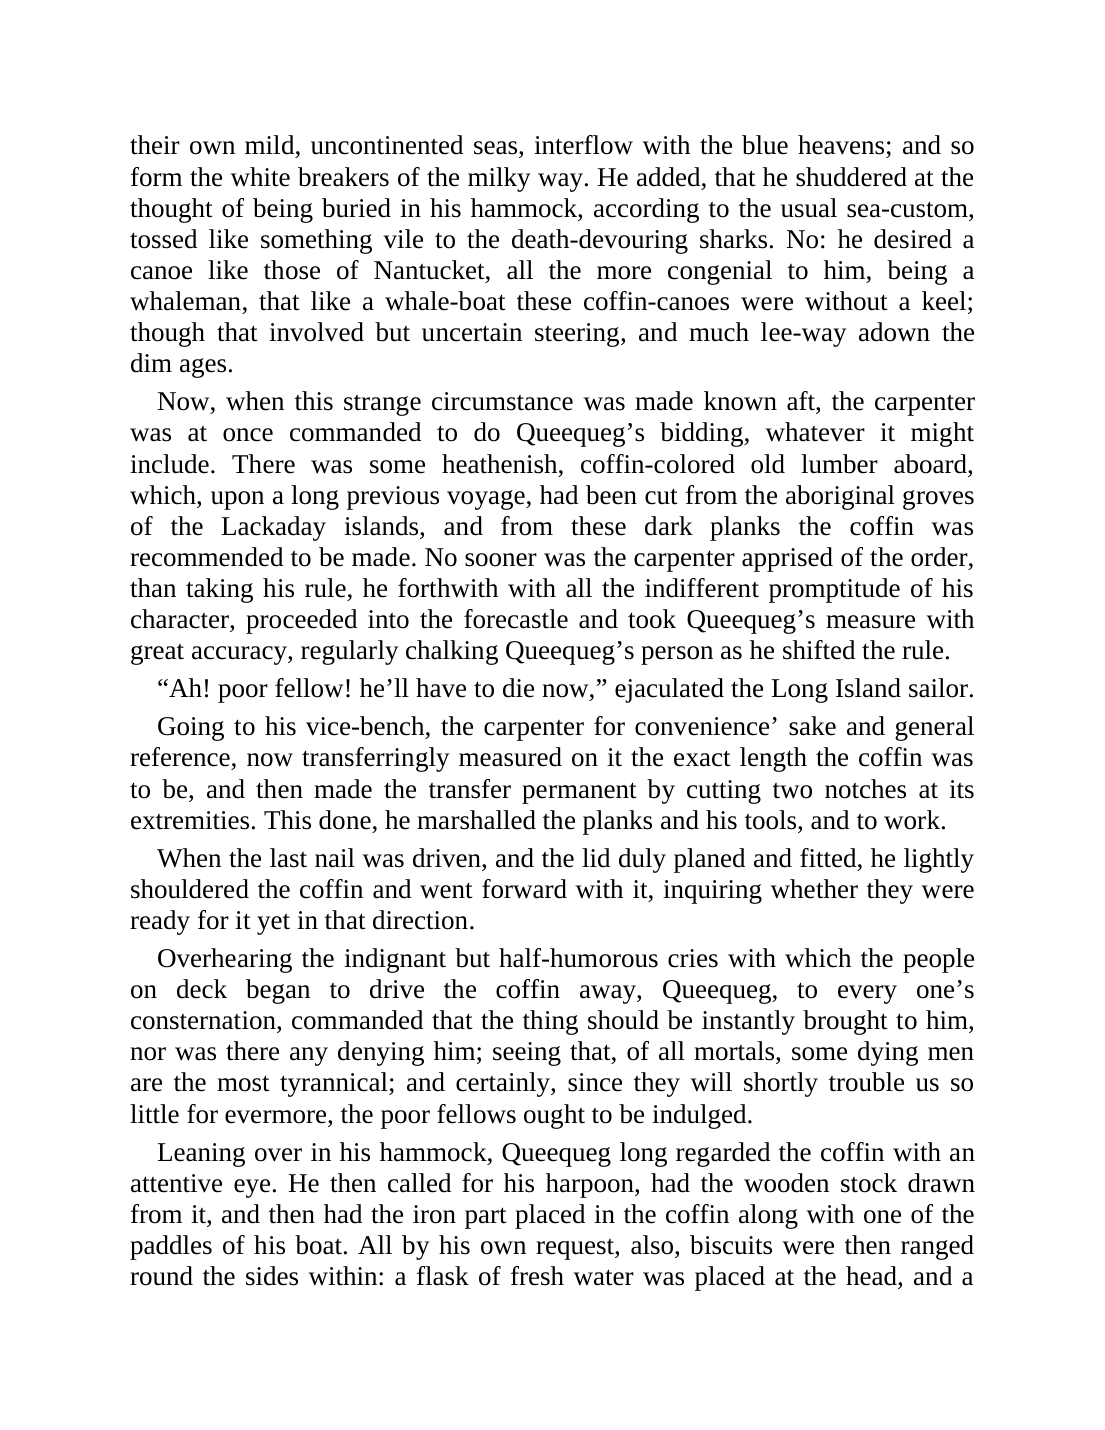 their own mild, uncontinented seas, interflow with the blue heavens; and so
form the white breakers of the milky way. He added, that he shuddered at the
thought of being buried in his hammock, according to the usual sea-custom,
tossed like something vile to the death-devouring sharks. No: he desired a
canoe like those of Nantucket, all the more congenial to him, being a
whaleman, that like a whale-boat these coffin-canoes were without a keel;
though that involved but uncertain steering, and much lee-way adown the
dim ages.
Now, when this strange circumstance was made known aft, the carpenter
was at once commanded to do Queequeg’s bidding, whatever it might
include. There was some heathenish, coffin-colored old lumber aboard,
which, upon a long previous voyage, had been cut from the aboriginal groves
of the Lackaday islands, and from these dark planks the coffin was
recommended to be made. No sooner was the carpenter apprised of the order,
than taking his rule, he forthwith with all the indifferent promptitude of his
character, proceeded into the forecastle and took Queequeg’s measure with
great accuracy, regularly chalking Queequeg’s person as he shifted the rule.
“Ah! poor fellow! he’ll have to die now,” ejaculated the Long Island sailor.
Going to his vice-bench, the carpenter for convenience’ sake and general
reference, now transferringly measured on it the exact length the coffin was
to be, and then made the transfer permanent by cutting two notches at its
extremities. This done, he marshalled the planks and his tools, and to work.
When the last nail was driven, and the lid duly planed and fitted, he lightly
shouldered the coffin and went forward with it, inquiring whether they were
ready for it yet in that direction.
Overhearing the indignant but half-humorous cries with which the people
on deck began to drive the coffin away, Queequeg, to every one’s
consternation, commanded that the thing should be instantly brought to him,
nor was there any denying him; seeing that, of all mortals, some dying men
are the most tyrannical; and certainly, since they will shortly trouble us so
little for evermore, the poor fellows ought to be indulged.
Leaning over in his hammock, Queequeg long regarded the coffin with an
attentive eye. He then called for his harpoon, had the wooden stock drawn
from it, and then had the iron part placed in the coffin along with one of the
paddles of his boat. All by his own request, also, biscuits were then ranged
round the sides within: a flask of fresh water was placed at the head, and a